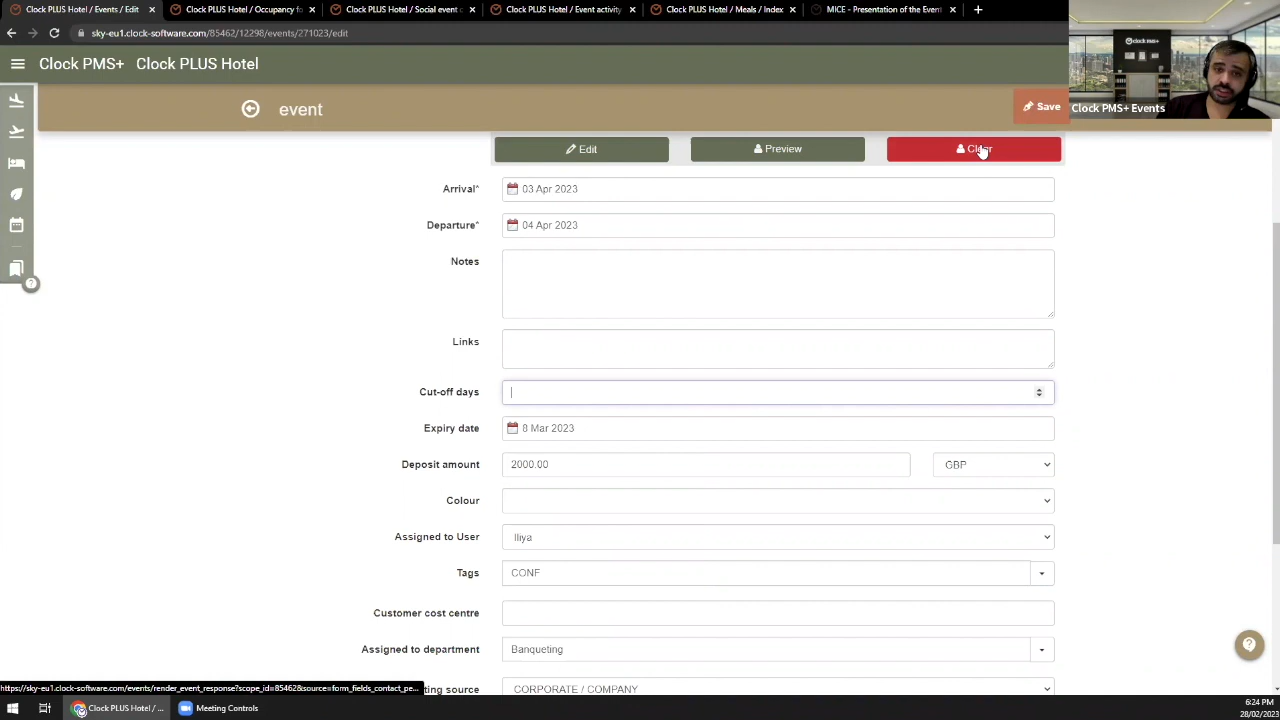 Clock PLUS Hotel / Events / Edit
Clock PLUS Hotel / Occupancy fo
Clock PLUS Hotel / Social event c
Clock PLUS Hotel / Event activity
Clock PLUS Hotel / Meals / Index
MICE - Presentation of the Event
sky-eu1.clock-software.com/85462/12298/events/271023/edit
Clock PMS+ Clock PLUS Hotel
clock PMS+
Clock PMS+ Events
event
Save
Edit
Preview
Clear
Arrival*
03 Apr 2023
Departure*
04 Apr 2023
Notes
Links
Cut-off days
Expiry date
8 Mar 2023
Deposit amount
2000.00
GBP
Colour
Assigned to User
Iliya
Tags
CONF
Customer cost centre
Assigned to department
Banqueting
https://sky-eu1.clock-software.com/events/render_event_response?scope_id=85462&source=form_fields_contact_pe...
ting source
CORPORATE / COMPANY
Clock PLUS Hotel / ...
Meeting Controls
6:24 PM
28/02/2023